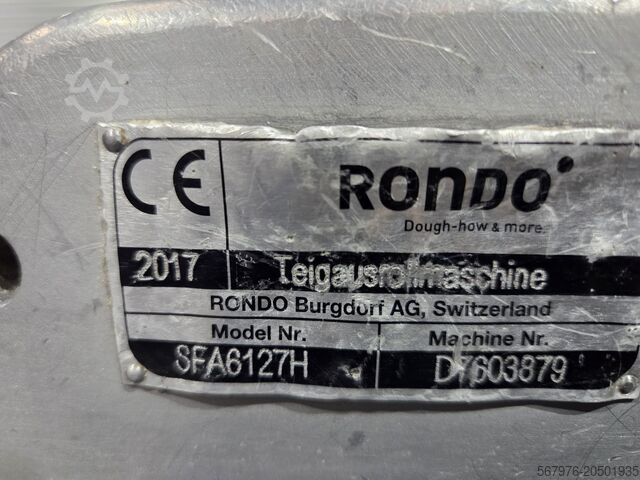 CE
RONDO
Dough-how & more.
2017 Teigausrollmaschine
RONDO Burgdorf AG, Switzerland
Model Nr. Machine Nr.
SFA6127H D7603879
567976-20501935